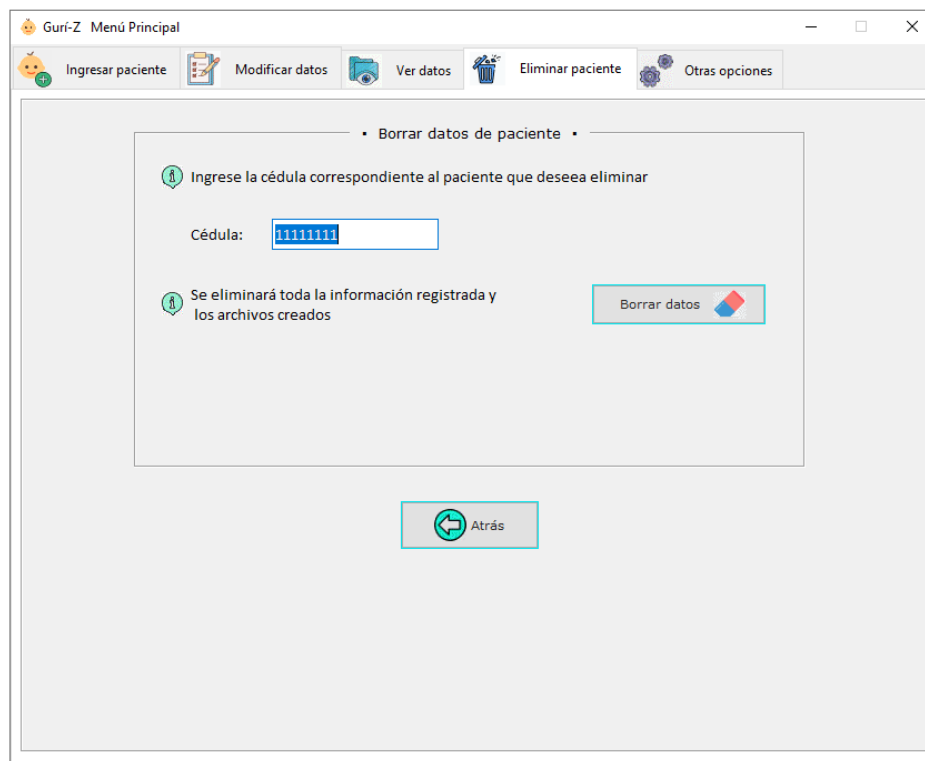 Gurí-Z Menú Principal
Ingresar paciente
Modificar datos
Ver datos
Eliminar paciente
Otras opciones
• Borrar datos de paciente •
Ingrese la cédula correspondiente al paciente que deseea eliminar
Cédula:
11111111
Se eliminará toda la información registrada y
los archivos creados
Borrar datos
Atrás